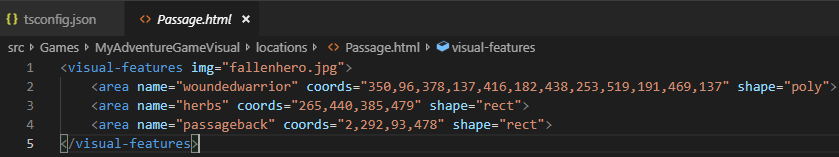 {} tsconfig.json <> Passage.html ×
src > Games > MyAdventureGameVisual > locations > <> Passage.html > visual-features
1 <visual-features img="fallenhero.jpg">
2 <area name="woundedwarrior" coords="350,96,378,137,416,182,438,253,519,191,469,137" shape="poly">
3 <area name="herbs" coords="265,440,385,479" shape="rect">
4 <area name="passageback" coords="2,292,93,478" shape="rect">
5 </visual-features>